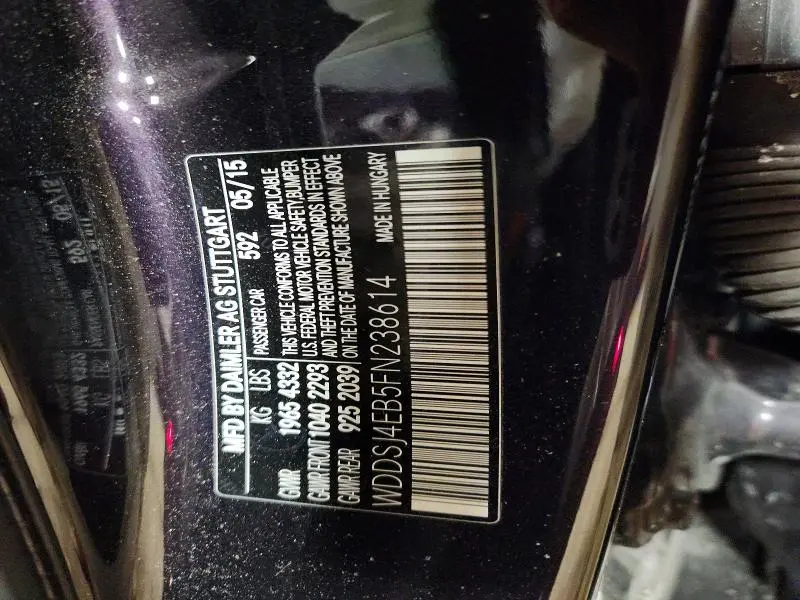 MFD BY DAIMLER AG STUTTGART
KG LBS PASSENGER CAR 592 05/15
GVWR 1965 4332 THIS VEHICLE CONFORMS TO ALL APPLICABLE
GAWR FRONT 1040 2293 U.S. FEDERAL MOTOR VEHICLE SAFETY, BUMPER
AND THEFT PREVENTION STANDARDS IN EFFECT
GAWR REAR 925 2039 ON THE DATE OF MANUFACTURE SHOWN ABOVE
WDDSJ4EB5FN238614 MADE IN HUNGARY